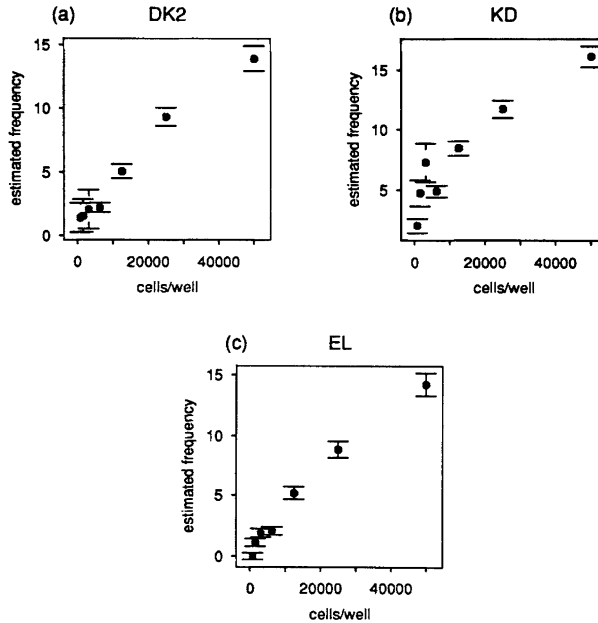 (a) DK2
15
10
5
0
estimated frequency
0 20000 40000
cells/well
(b) KD
15
10
5
estimated frequency
0 20000 40000
cells/well
(c) EL
15
10
5
0
estimated frequency
0 20000 40000
cells/well